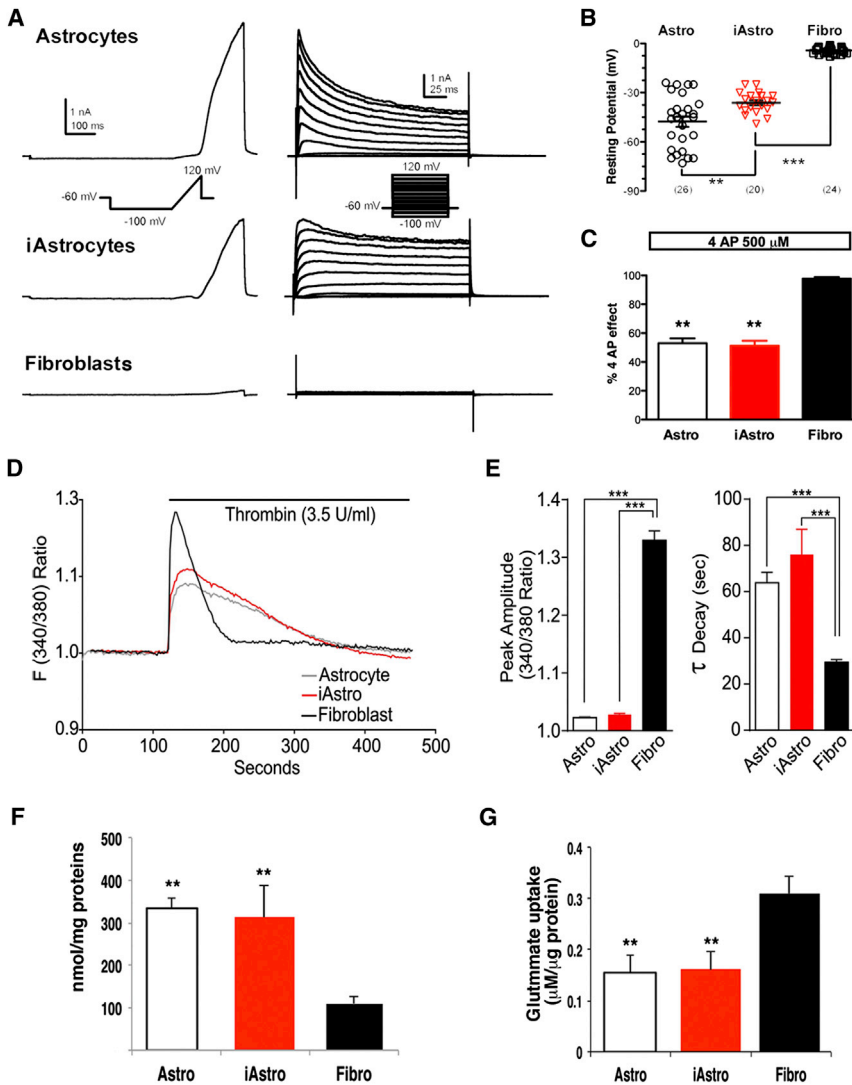 A
Astrocytes
1 nA
100 ms
1 nA
25 ms
120 mV
-60 mV
-100 mV
120 mV
-60 mV
-100 mV
iAstrocytes
Fibroblasts
B
Astro iAstro Fibro
Resting Potential (mV)
0
-30
-60
-90
** ***
(26) (20) (24)
C
4 AP 500 μM
% 4 AP effect
100
80
60
40
20
0
** **
Astro iAstro Fibro
D
F (340/380) Ratio
1.3
1.1
1.0
0.9
Thrombin (3.5 U/ml)
Astrocyte
iAstro
Fibroblast
0 100 200 300 400 500
Seconds
E
Peak Amplitude
(340/380 Ratio)
1.4
1.3
1.2
1.1
1.0
***
***
Astro iAstro Fibro
τ Decay (sec)
100
80
60
40
20
0
***
***
Astro iAstro Fibro
F
nmol/mg proteins
500
400
300
200
100
** **
Astro iAstro Fibro
G
Glutmmate uptake
(μM/μg protein)
0.4
0.3
0.2
0.1
0.0
** **
Astro iAstro Fibro